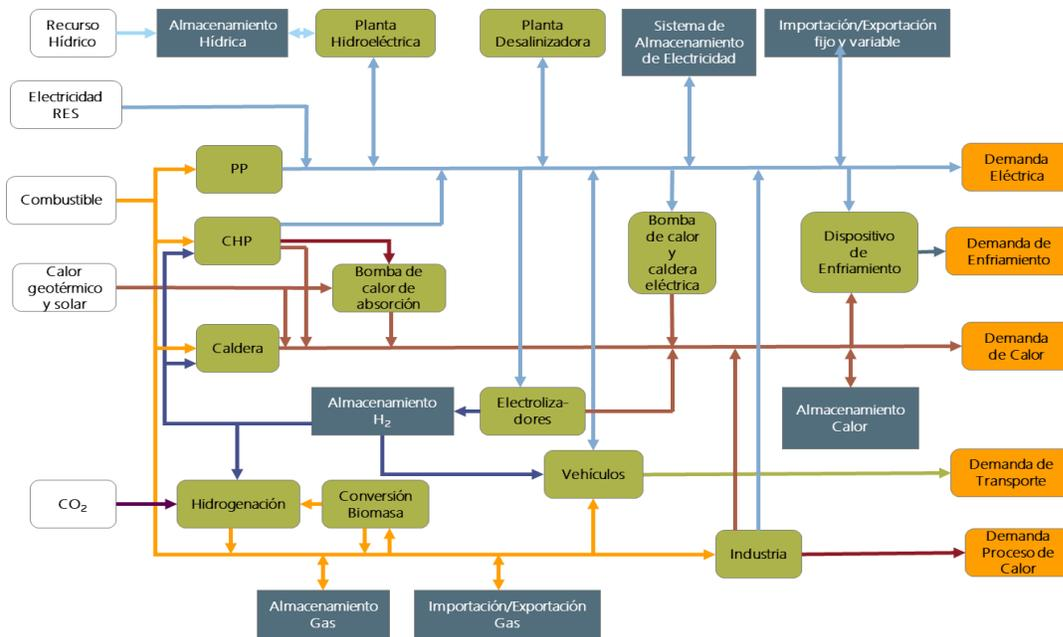 Recurso
Hídrico
Almacenamiento
Hídrica
Planta
Hidroeléctrica
Planta
Desalinizadora
Sistema de
Almacenamiento
de Electricidad
Importación/Exportación
fijo y variable
Electricidad
RES
PP
Demanda
Eléctrica
Combustible
CHP
Bomba
de calor
y
caldera
eléctrica
Dispositivo
de
Enfriamiento
Demanda de
Enfriamiento
Calor
geotérmico
y solar
Bomba de
calor de
absorción
Caldera
Demanda
de Calor
Almacenamiento
H2
Electroliza-
dores
Almacenamiento
Calor
Vehículos
Demanda de
Transporte
CO2
Hidrogenación
Conversión
Biomasa
Industria
Demanda
Proceso de
Calor
Almacenamiento
Gas
Importación/Exportación
Gas